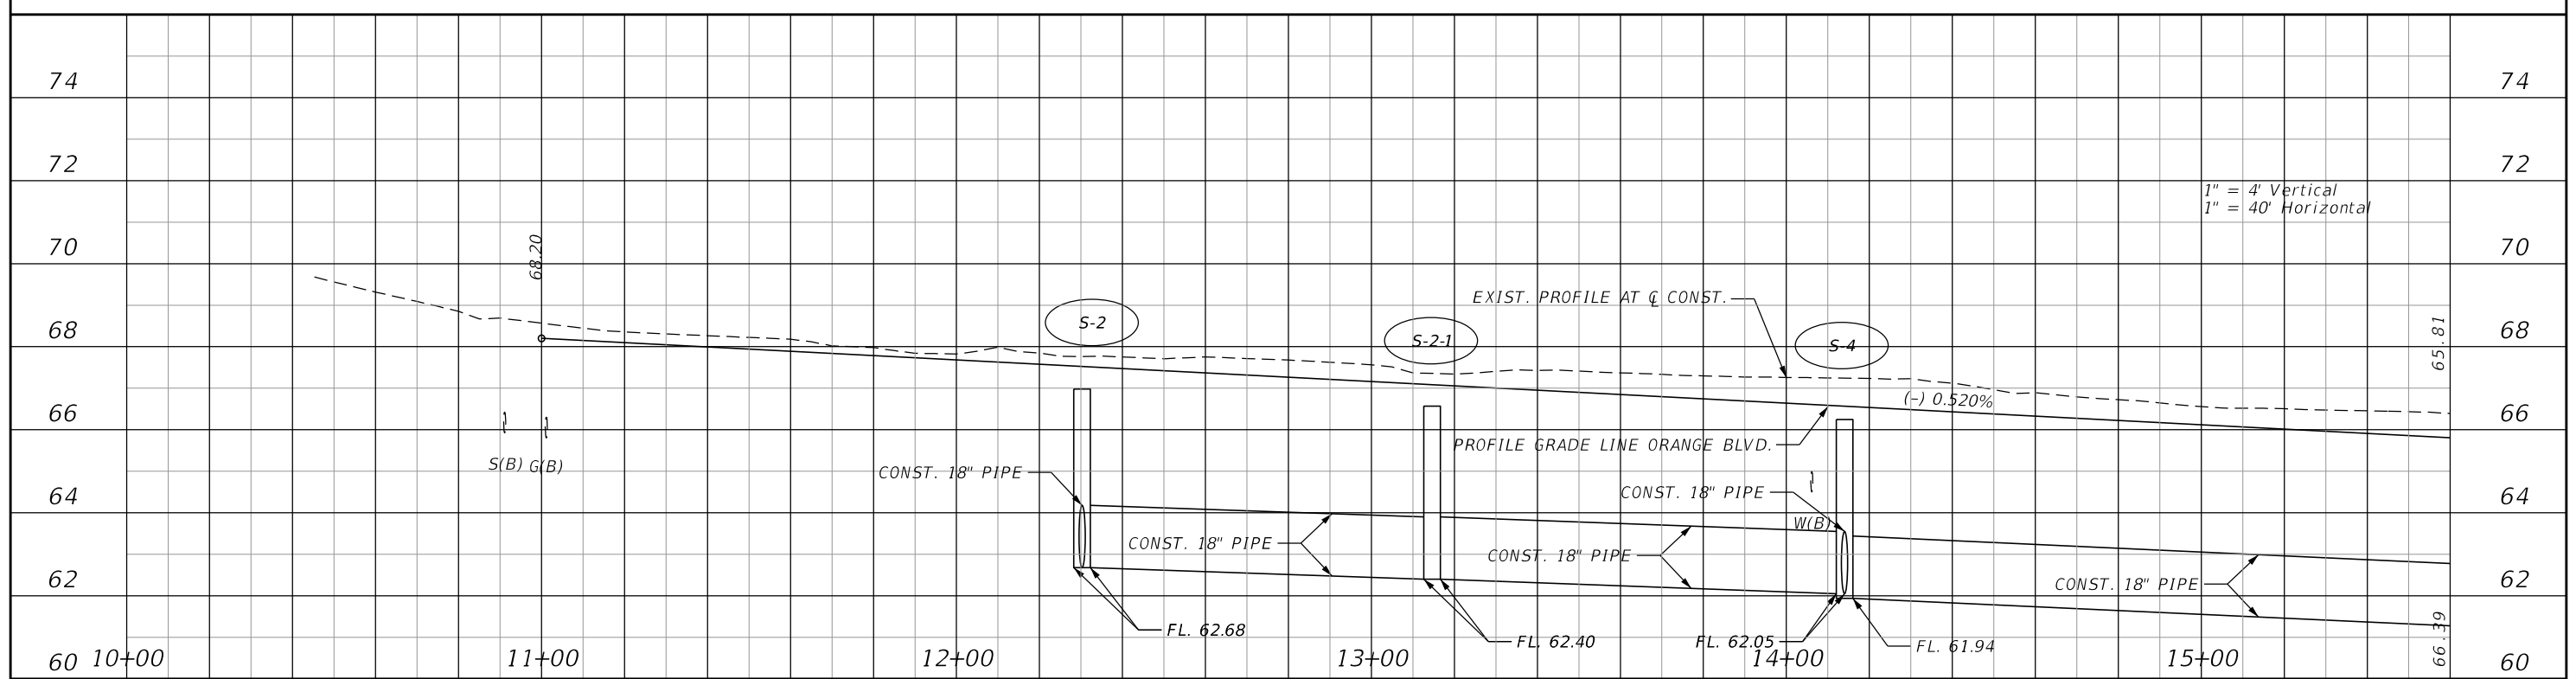 74
74
72
72
1" = 4' Vertical
1" = 40' Horizontal
70
68.20
70
EXIST. PROFILE AT ℄ CONST.
68
S-2
S-2-1
S-4
65.81
68
(-) 0.520%
66
66
PROFILE GRADE LINE ORANGE BLVD.
S(B)
G(B)
CONST. 18" PIPE
64
CONST. 18" PIPE
64
W(B)
CONST. 18" PIPE
CONST. 18" PIPE
62
CONST. 18" PIPE
62
FL. 62.68
FL. 62.40
FL. 62.05
FL. 61.94
66.39
60
10+00
11+00
12+00
13+00
14+00
15+00
60